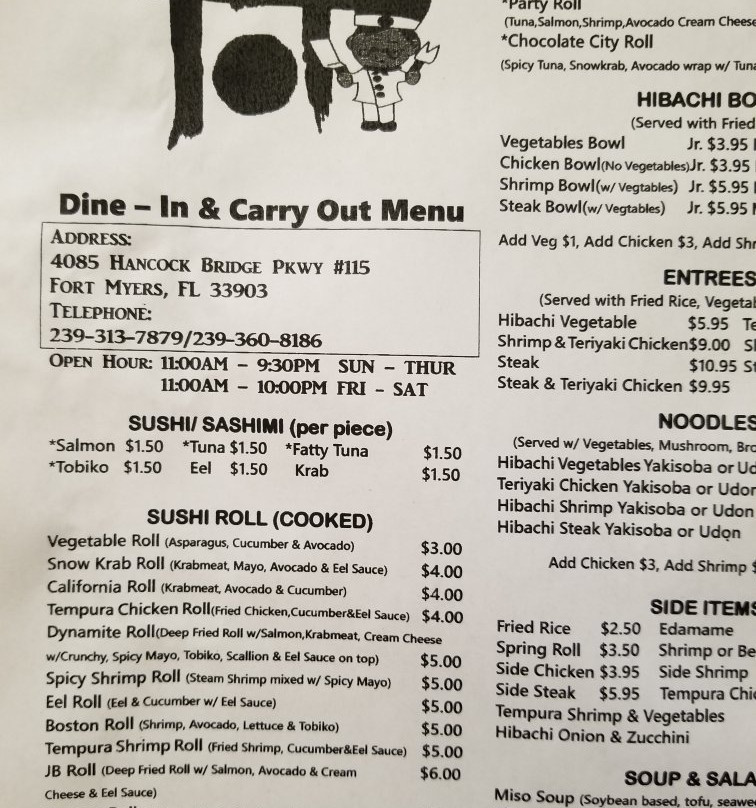 Dine – In & Carry Out Menu
ADDRESS:
4085 HANCOCK BRIDGE PKWY #115
FORT MYERS, FL 33903
TELEPHONE:
239-313-7879/239-360-8186
OPEN HOUR: 11:00AM – 9:30PM SUN – THUR
11:00AM – 10:00PM FRI – SAT
SUSHI/ SASHIMI (per piece)
*Salmon $1.50 *Tuna $1.50 *Fatty Tuna $1.50
*Tobiko $1.50 Eel $1.50 Krab $1.50
SUSHI ROLL (COOKED)
Vegetable Roll (Asparagus, Cucumber & Avocado) $3.00
Snow Krab Roll (Krabmeat, Mayo, Avocado & Eel Sauce) $4.00
California Roll (Krabmeat, Avocado & Cucumber) $4.00
Tempura Chicken Roll(Fried Chicken,Cucumber&Eel Sauce) $4.00
Dynamite Roll(Deep Fried Roll w/Salmon,Krabmeat, Cream Cheese
w/Crunchy, Spicy Mayo, Tobiko, Scallion & Eel Sauce on top) $5.00
Spicy Shrimp Roll (Steam Shrimp mixed w/ Spicy Mayo) $5.00
Eel Roll (Eel & Cucumber w/ Eel Sauce) $5.00
Boston Roll (Shrimp, Avocado, Lettuce & Tobiko) $5.00
Tempura Shrimp Roll (Fried Shrimp, Cucumber&Eel Sauce) $5.00
JB Roll (Deep Fried Roll w/ Salmon, Avocado & Cream $6.00
Cheese & Eel Sauce)
*Party Roll
(Tuna,Salmon,Shrimp,Avocado Cream Cheese
*Chocolate City Roll
(Spicy Tuna, Snowkrab, Avocado wrap w/ Tuna
HIBACHI BO
(Served with Fried
Vegetables Bowl Jr. $3.95
Chicken Bowl(No Vegetables)Jr. $3.95
Shrimp Bowl(w/ Vegtables) Jr. $5.95
Steak Bowl(w/ Vegtables) Jr. $5.95
Add Veg $1, Add Chicken $3, Add Shr
ENTREES
(Served with Fried Rice, Vegetab
Hibachi Vegetable $5.95 Te
Shrimp & Teriyaki Chicken$9.00 Sh
Steak $10.95 St
Steak & Teriyaki Chicken $9.95
NOODLES
(Served w/ Vegetables, Mushroom, Bro
Hibachi Vegetables Yakisoba or Ud
Teriyaki Chicken Yakisoba or Udon
Hibachi Shrimp Yakisoba or Udon
Hibachi Steak Yakisoba or Udon
Add Chicken $3, Add Shrimp $
SIDE ITEMS
Fried Rice $2.50 Edamame
Spring Roll $3.50 Shrimp or Be
Side Chicken $3.95 Side Shrimp
Side Steak $5.95 Tempura Chic
Tempura Shrimp & Vegetables
Hibachi Onion & Zucchini
SOUP & SALA
Miso Soup (Soybean based, tofu, seawe